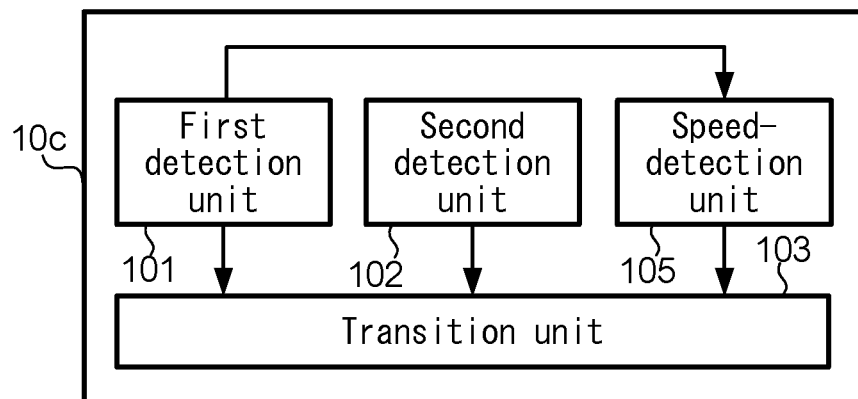 First
detection
unit
Second
detection
unit
Speed-
detection
unit
10c
101
102
105
103
Transition unit